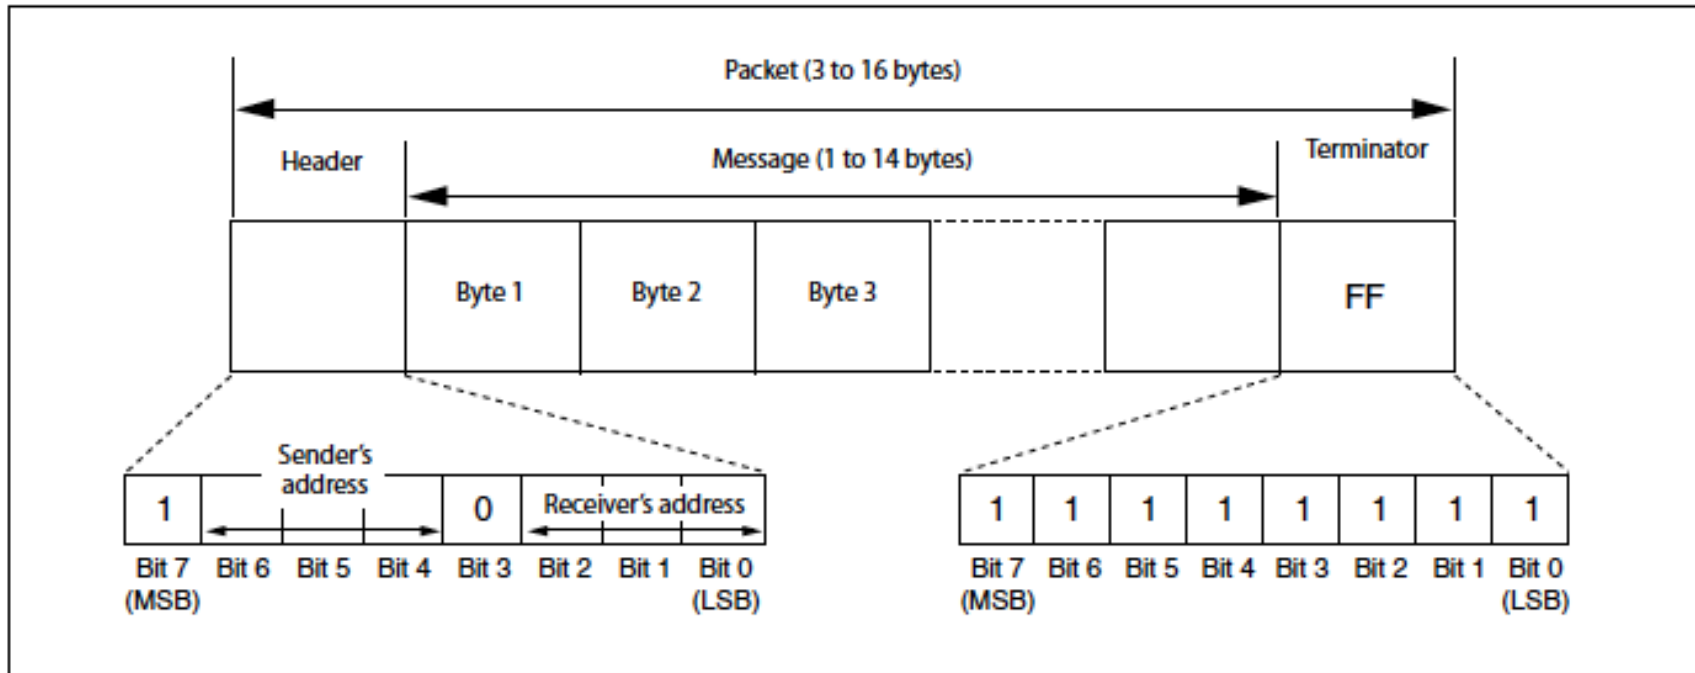 Packet (3 to 16 bytes)
Header
Message (1 to 14 bytes)
Terminator
Byte 1
Byte 2
Byte 3
FF
Sender's
address
1
0
Receiver's address
1 1 1 1 1 1 1 1
Bit 7 Bit 6 Bit 5 Bit 4 Bit 3 Bit 2 Bit 1 Bit 0
(MSB) (LSB)
Bit 7 Bit 6 Bit 5 Bit 4 Bit 3 Bit 2 Bit 1 Bit 0
(MSB) (LSB)